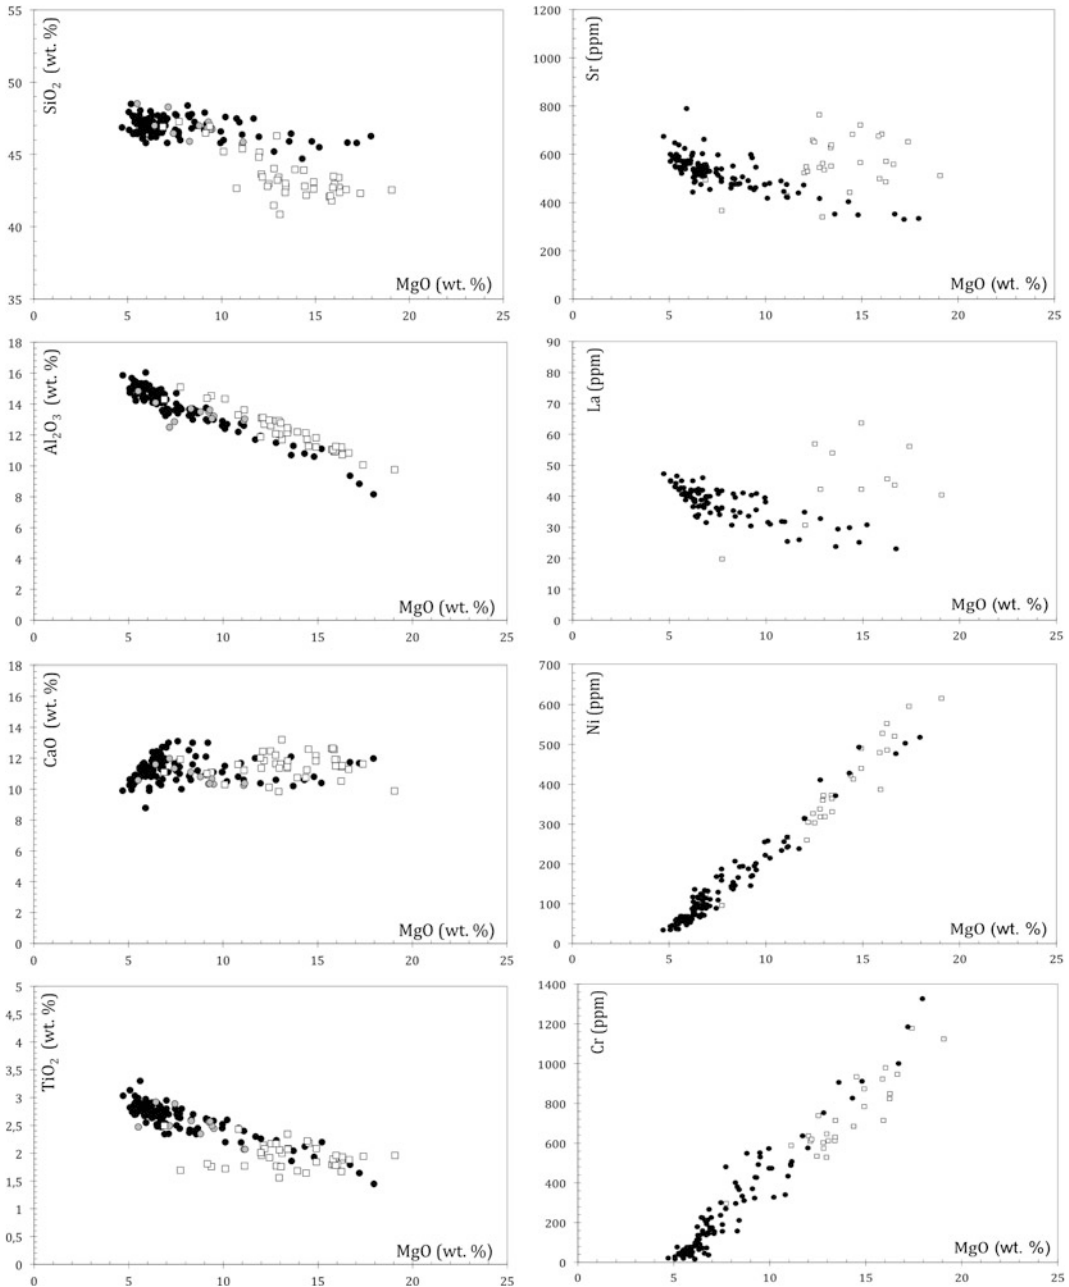 55
50
45
40
35
SiO2 (wt. %)
MgO (wt. %)
0 5 10 15 20 25
1200
1000
800
600
400
200
0
Sr (ppm)
MgO (wt. %)
0 5 10 15 20 25
18
16
14
12
10
8
6
4
2
0
Al2O3 (wt. %)
MgO (wt. %)
0 5 10 15 20 25
90
80
70
60
50
40
30
20
10
0
La (ppm)
MgO (wt. %)
0 5 10 15 20 25
18
16
14
12
10
8
6
4
2
0
CaO (wt. %)
MgO (wt. %)
0 5 10 15 20 25
700
600
500
400
300
200
100
0
Ni (ppm)
MgO (wt. %)
0 5 10 15 20 25
5
4,5
4
3,5
3
2,5
2
1,5
1
0,5
0
TiO2 (wt. %)
MgO (wt. %)
0 5 10 15 20 25
1400
1200
1000
800
600
400
200
0
Cr (ppm)
MgO (wt. %)
0 5 10 15 20 25